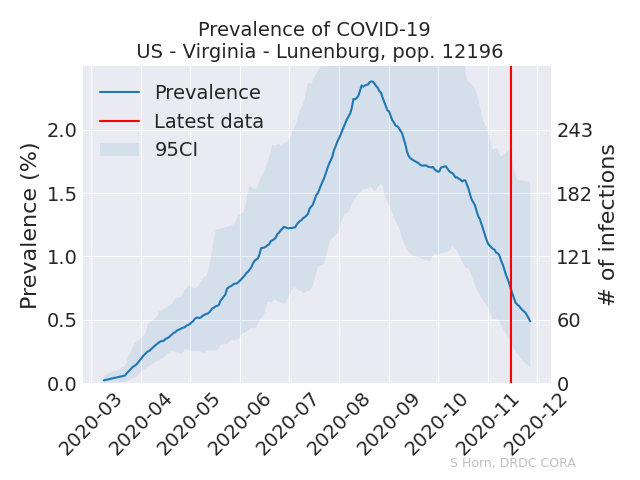 Prevalence of COVID-19
US - Virginia - Lunenburg, pop. 12196
Prevalence
Latest data
95CI
Prevalence (%)
2.0
1.5
1.0
0.5
0.0
243
182
121
60
0
# of infections
2020-03
2020-04
2020-05
2020-06
2020-07
2020-08
2020-09
2020-10
2020-11
2020-12
S Horn, DRDC CORA